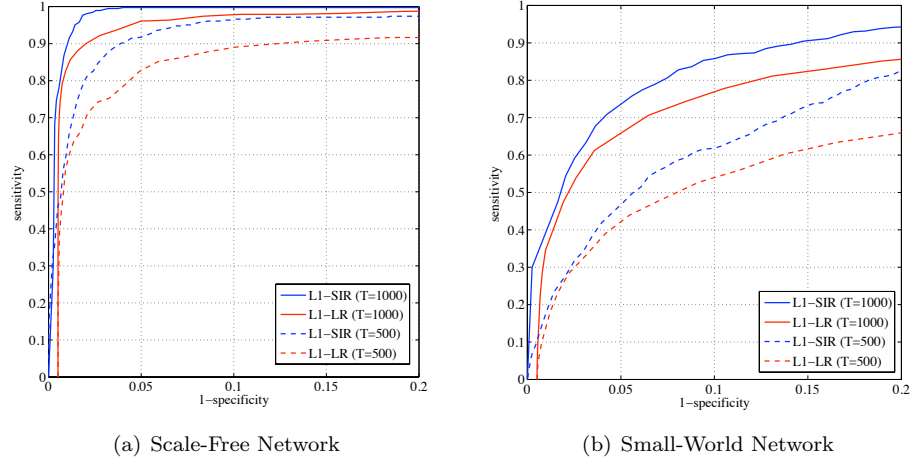 1
0.9
0.8
0.7
0.6
0.5
0.4
0.3
0.2
0.1
0
sensitivity
0 0.05 0.1 0.15 0.2
1−specificity
L1−SIR (T=1000)
L1−LR (T=1000)
L1−SIR (T=500)
L1−LR (T=500)
(a) Scale-Free Network
1
0.9
0.8
0.7
0.6
0.5
0.4
0.3
0.2
0.1
0
sensitivity
0 0.05 0.1 0.15 0.2
1−specificity
L1−SIR (T=1000)
L1−LR (T=1000)
L1−SIR (T=500)
L1−LR (T=500)
(b) Small-World Network